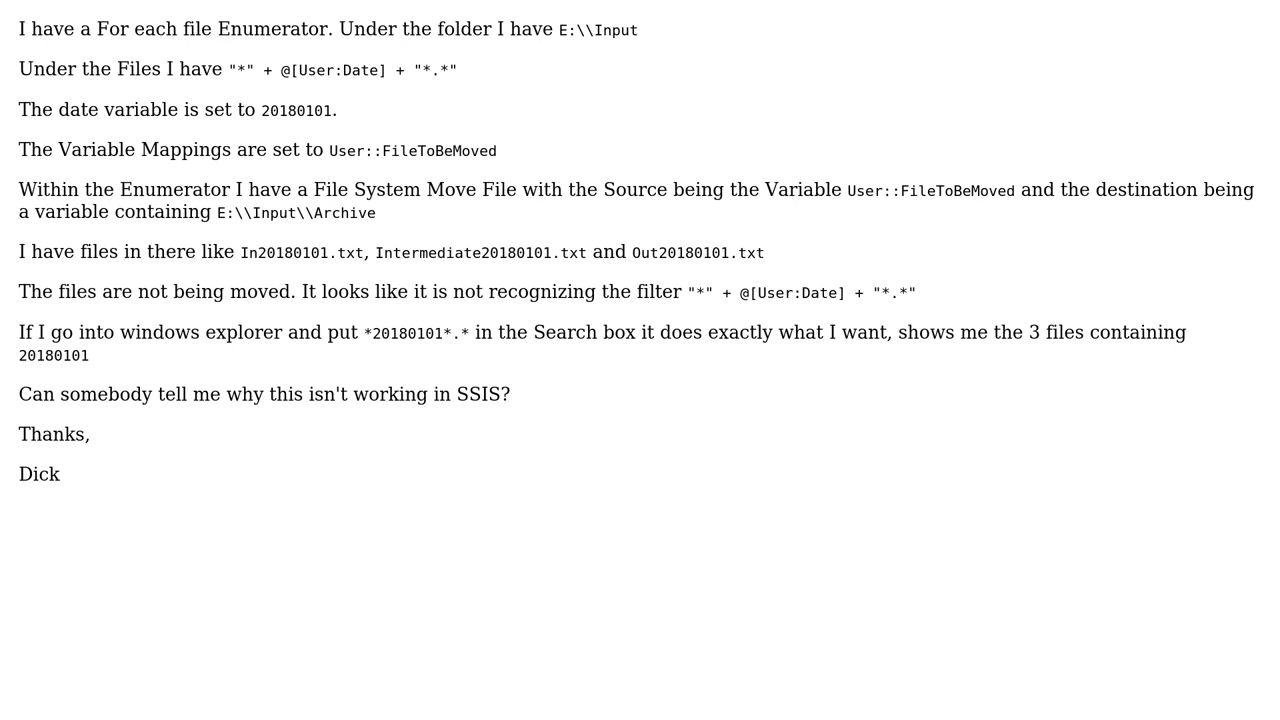 I have a For each file Enumerator. Under the folder I have E:\\Input
Under the Files I have "*" + @[User:Date] + "*.*"
The date variable is set to 20180101.
The Variable Mappings are set to User::FileToBeMoved
Within the Enumerator I have a File System Move File with the Source being the Variable User::FileToBeMoved and the destination being
a variable containing E:\\Input\\Archive
I have files in there like In20180101.txt, Intermediate20180101.txt and Out20180101.txt
The files are not being moved. It looks like it is not recognizing the filter "*" + @[User:Date] + "*.*"
If I go into windows explorer and put *20180101*.* in the Search box it does exactly what I want, shows me the 3 files containing
20180101
Can somebody tell me why this isn't working in SSIS?
Thanks,
Dick